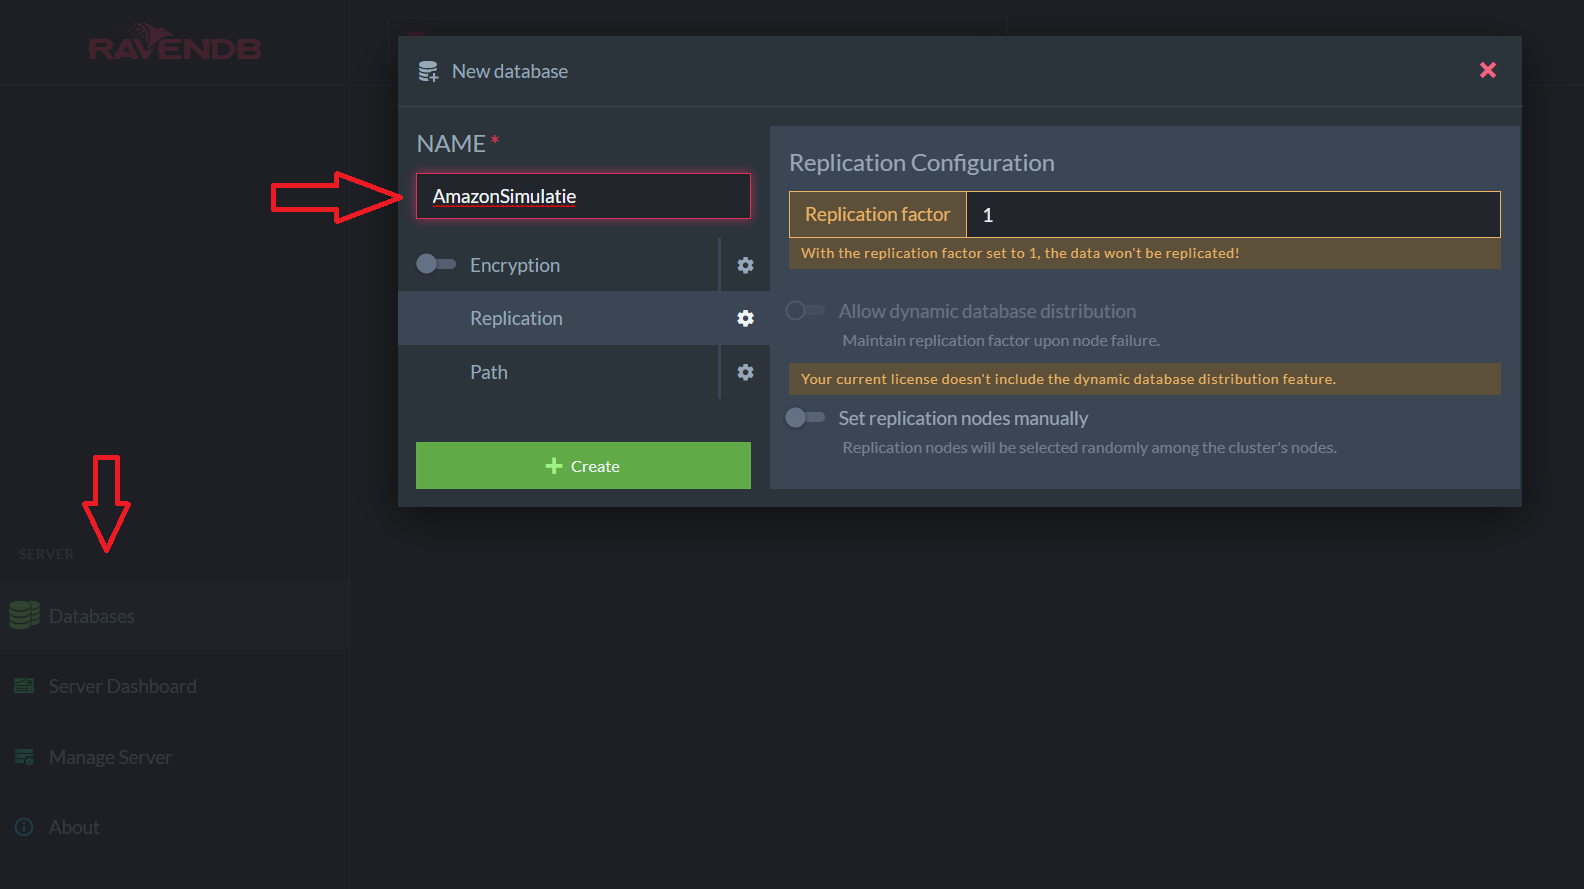 RAVENDB
New database
NAME *
AmazonSimulatie
Encryption
Replication
Path
Create
Replication Configuration
Replication factor 1
With the replication factor set to 1, the data won't be replicated!
Allow dynamic database distribution
Maintain replication factor upon node failure.
Your current license doesn't include the dynamic database distribution feature.
Set replication nodes manually
Replication nodes will be selected randomly among the cluster's nodes.
SERVER
Databases
Server Dashboard
Manage Server
About